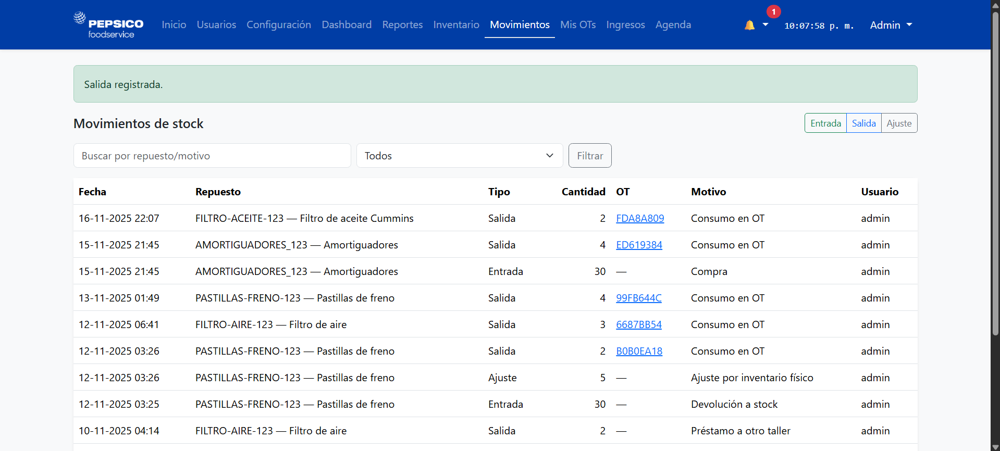 PEPSICO
foodservice
Inicio Usuarios Configuración Dashboard Reportes Inventario Movimientos Mis OTs Ingresos Agenda 1 10:07:58 p. m. Admin
Salida registrada.
Movimientos de stock Entrada Salida Ajuste
Buscar por repuesto/motivo Todos Filtrar
Fecha Repuesto Tipo Cantidad OT Motivo Usuario
16-11-2025 22:07 FILTRO-ACEITE-123 — Filtro de aceite Cummins Salida 2 FDA8A809 Consumo en OT admin
15-11-2025 21:45 AMORTIGUADORES_123 — Amortiguadores Salida 4 ED619384 Consumo en OT admin
15-11-2025 21:45 AMORTIGUADORES_123 — Amortiguadores Entrada 30 — Compra admin
13-11-2025 01:49 PASTILLAS-FRENO-123 — Pastillas de freno Salida 4 99FB644C Consumo en OT admin
12-11-2025 06:41 FILTRO-AIRE-123 — Filtro de aire Salida 3 6687BB54 Consumo en OT admin
12-11-2025 03:26 PASTILLAS-FRENO-123 — Pastillas de freno Salida 2 B0B0EA18 Consumo en OT admin
12-11-2025 03:26 PASTILLAS-FRENO-123 — Pastillas de freno Ajuste 5 — Ajuste por inventario físico admin
12-11-2025 03:25 PASTILLAS-FRENO-123 — Pastillas de freno Entrada 30 — Devolución a stock admin
10-11-2025 04:14 FILTRO-AIRE-123 — Filtro de aire Salida 2 — Préstamo a otro taller admin